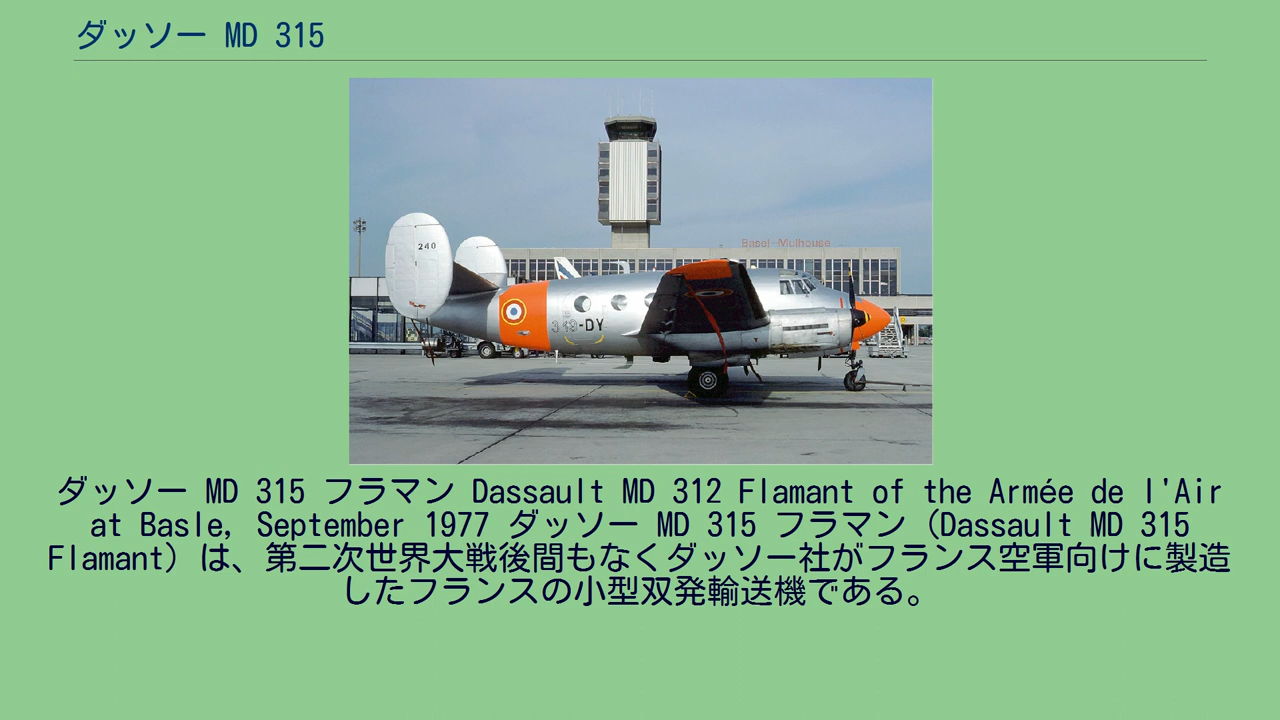 ダッソー MD 315
Basel-Mulhouse
240
349-DY
ダッソー MD 315 フラマン Dassault MD 312 Flamant of the Armée de l'Air
at Basle, September 1977 ダッソー MD 315 フラマン（Dassault MD 315
Flamant）は、第二次世界大戦後間もなくダッソー社がフランス空軍向けに製造
したフランスの小型双発輸送機である。